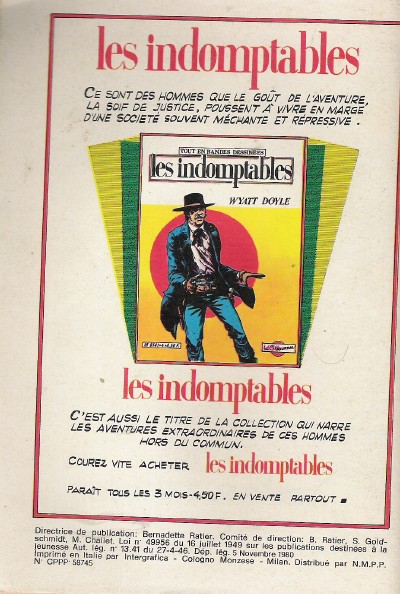 les indomptables
CE SONT DES HOMMES QUE LE GOÛT DE L'AVENTURE,
LA SOIF DE JUSTICE, POUSSENT À VIVRE EN MARGE
D'UNE SOCIETÉ SOUVENT MÉCHANTE ET RÉPRESSIVE.
TOUT EN BANDES DESSINEES
les indomptables
WYATT DOYLE
les indomptables
C'EST AUSSI LE TITRE DE LA COLLECTION QUI NARRE
LES AVENTURES EXTRAORDINAIRES DE CES HOMMES
HORS DU COMMUN.
COUREZ VITE ACHETER les indomptables
PARAÎT TOUS LES 3 MOIS-4,50F. EN VENTE PARTOUT
Directrice de publication: Bernadette Ratier. Comité de direction: B. Ratier, S. Gold-
schmidt, M. Challet. Loi n° 49956 du 16 juillet 1949 sur les publications destinées à la
jeunesse Aut. lég. n° 13.41 du 27-4-46. Dép. lég. 5 Novembre 1980
Imprimé en Italie par Intergrafica - Cologno Monzese - Milan. Distribué par N.M.P.P.
N° CPPP 58745